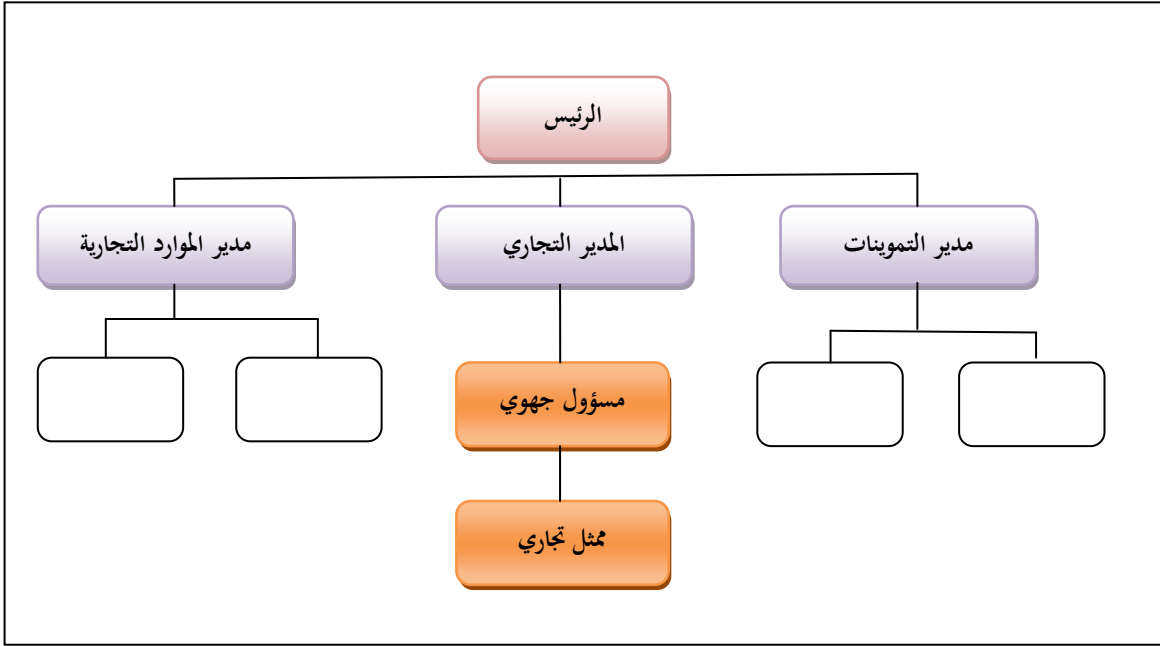 الرئيس
مدير التموينات
المدير التجاري
مدير الموارد التجارية
مسؤول جهوي
ممثل تجاري